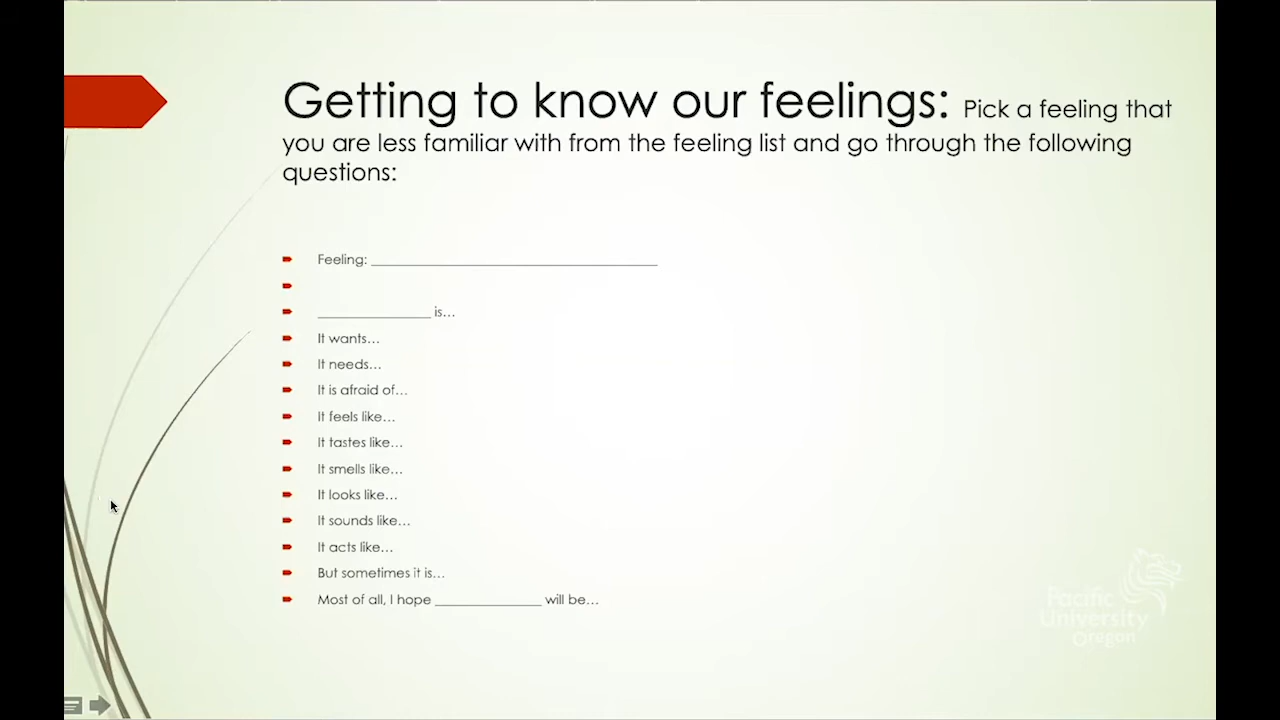 Getting to know our feelings: Pick a feeling that
you are less familiar with from the feeling list and go through the following
questions:
Feeling: ______________________________________
_______________ is...
It wants...
It needs...
It is afraid of...
It feels like...
It tastes like...
It smells like...
It looks like...
It sounds like...
It acts like...
But sometimes it is...
Most of all, I hope ______________ will be...
Pacific
University
Oregon